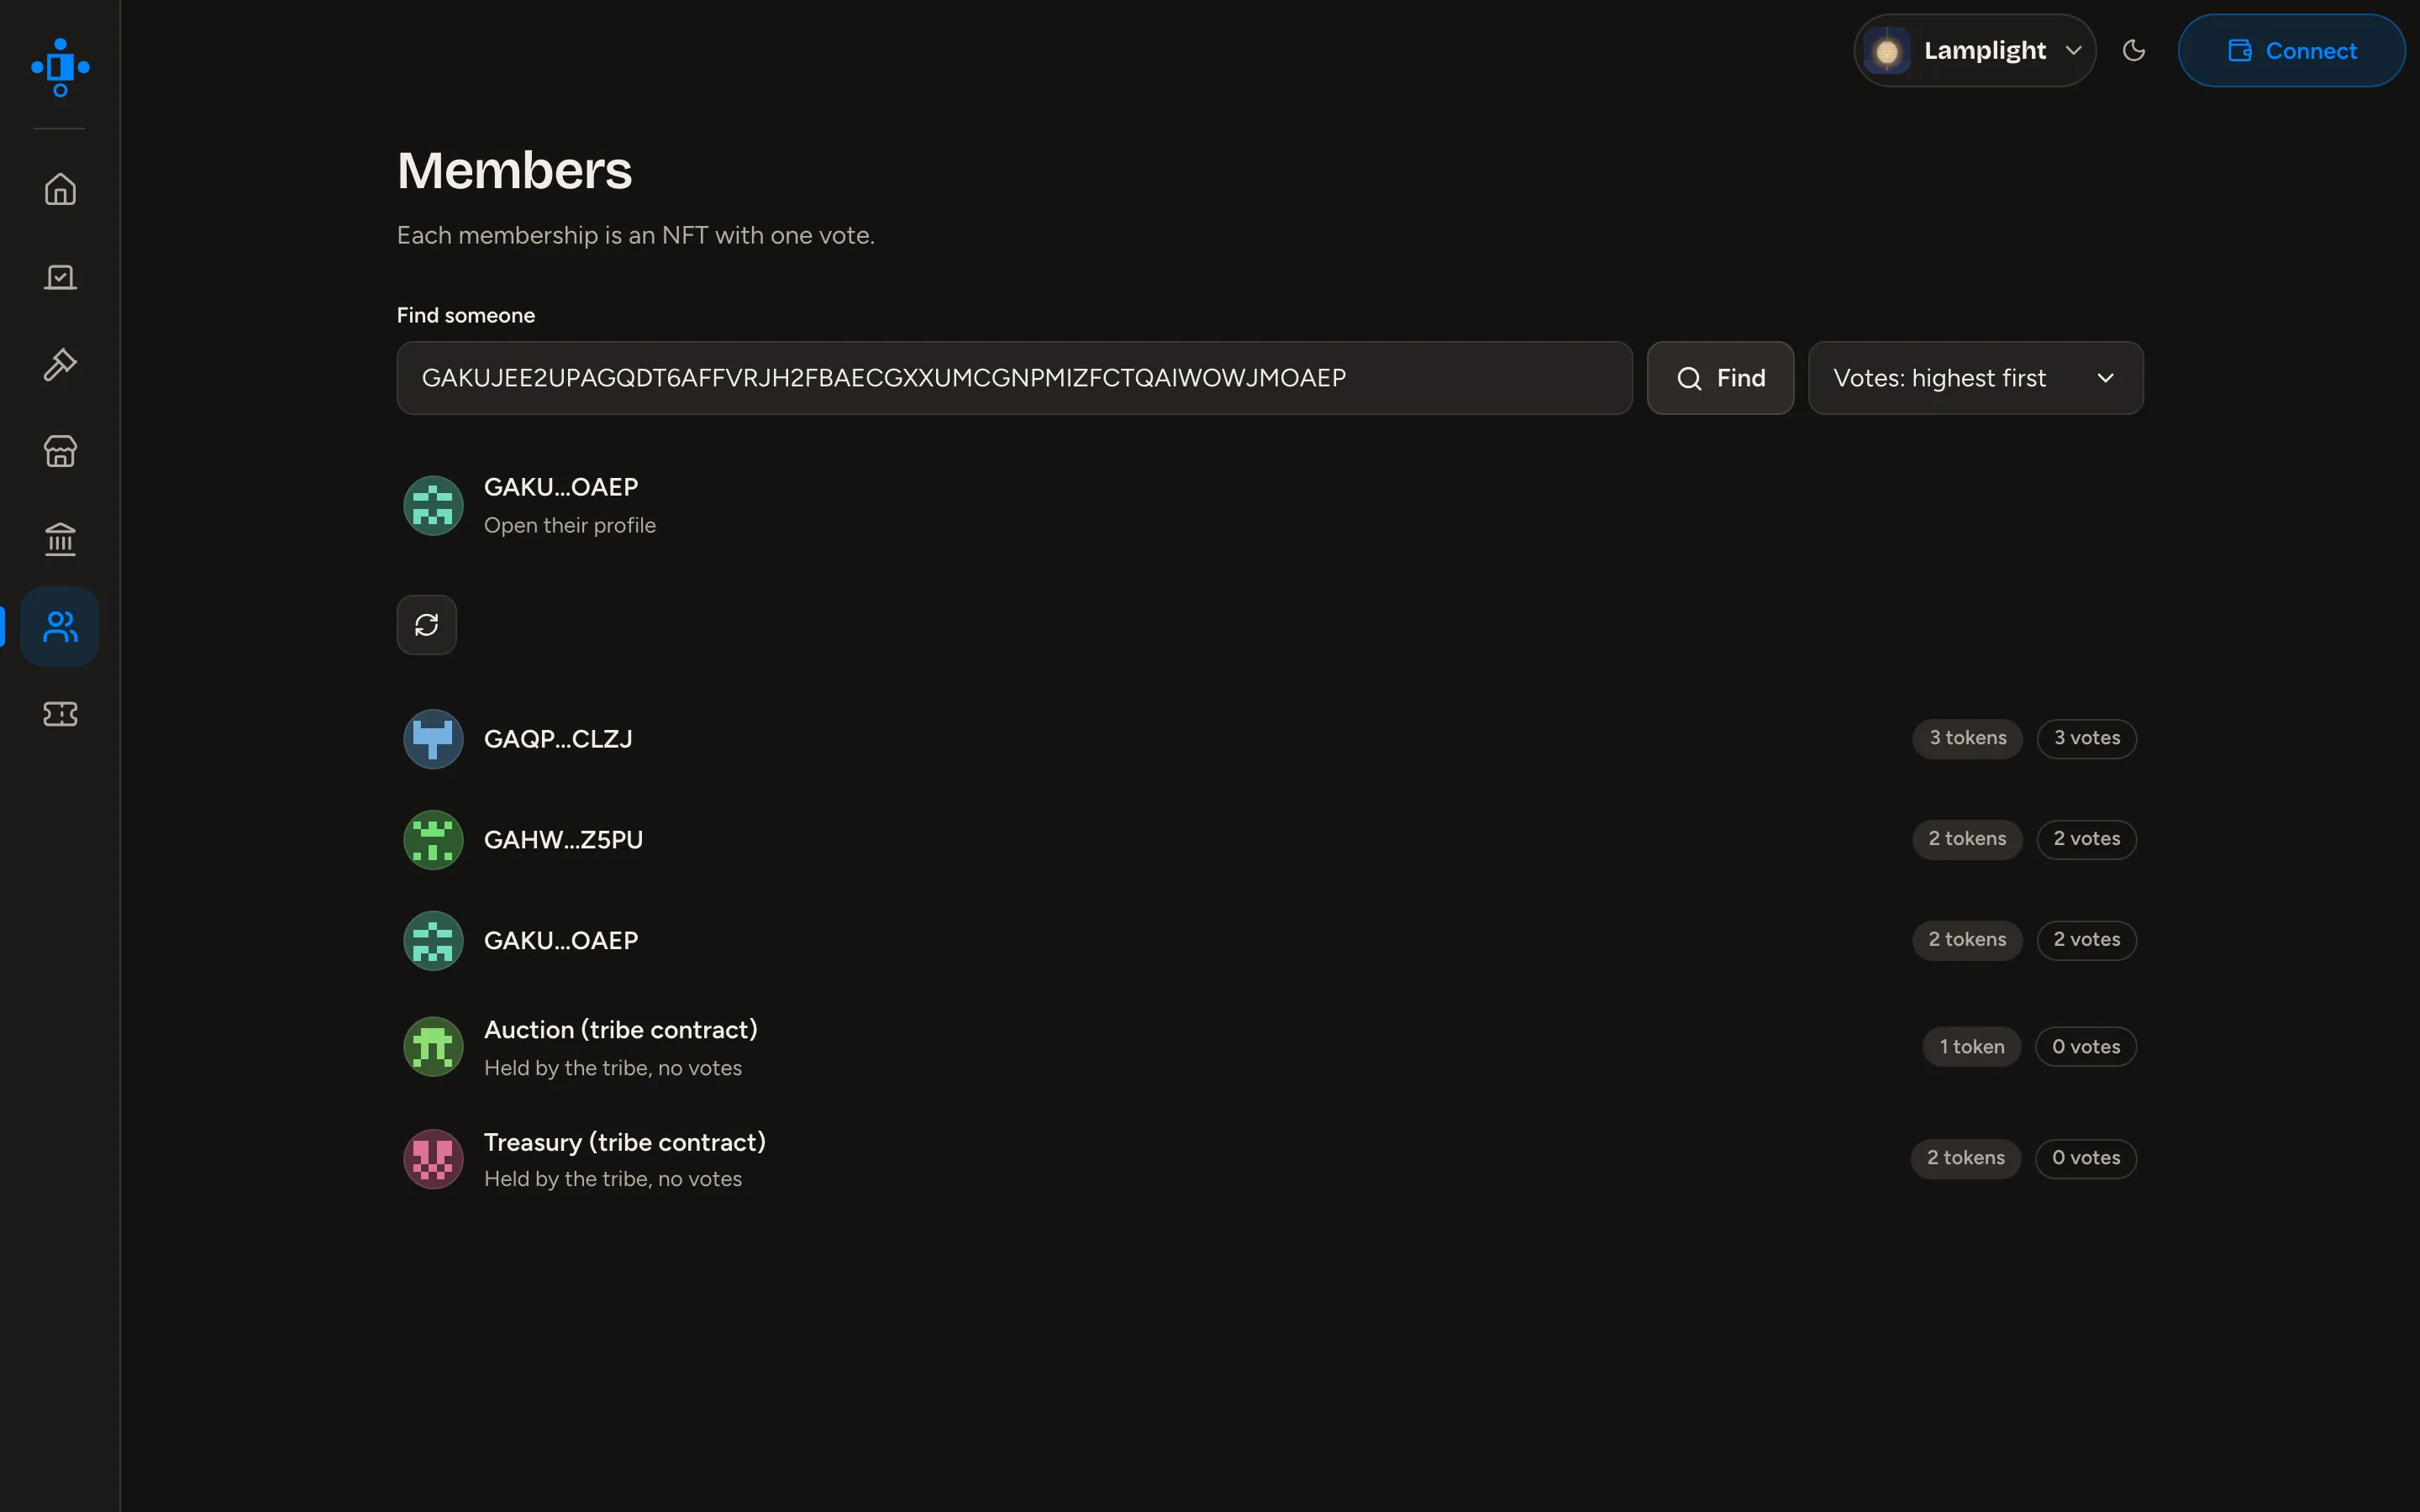 Lamplight
Connect
Members
Each membership is an NFT with one vote.
Find someone
GAKUJEE2UPAGQDT6AFFVRJH2FBAECGXXUMCGNPMIZFCTQAIWOWJMOAEP
Find
Votes: highest first
GAKU...OAEP
Open their profile
GAQP...CLZJ
3 tokens
3 votes
GAHW...Z5PU
2 tokens
2 votes
GAKU...OAEP
2 tokens
2 votes
Auction (tribe contract)
Held by the tribe, no votes
1 token
0 votes
Treasury (tribe contract)
Held by the tribe, no votes
2 tokens
0 votes